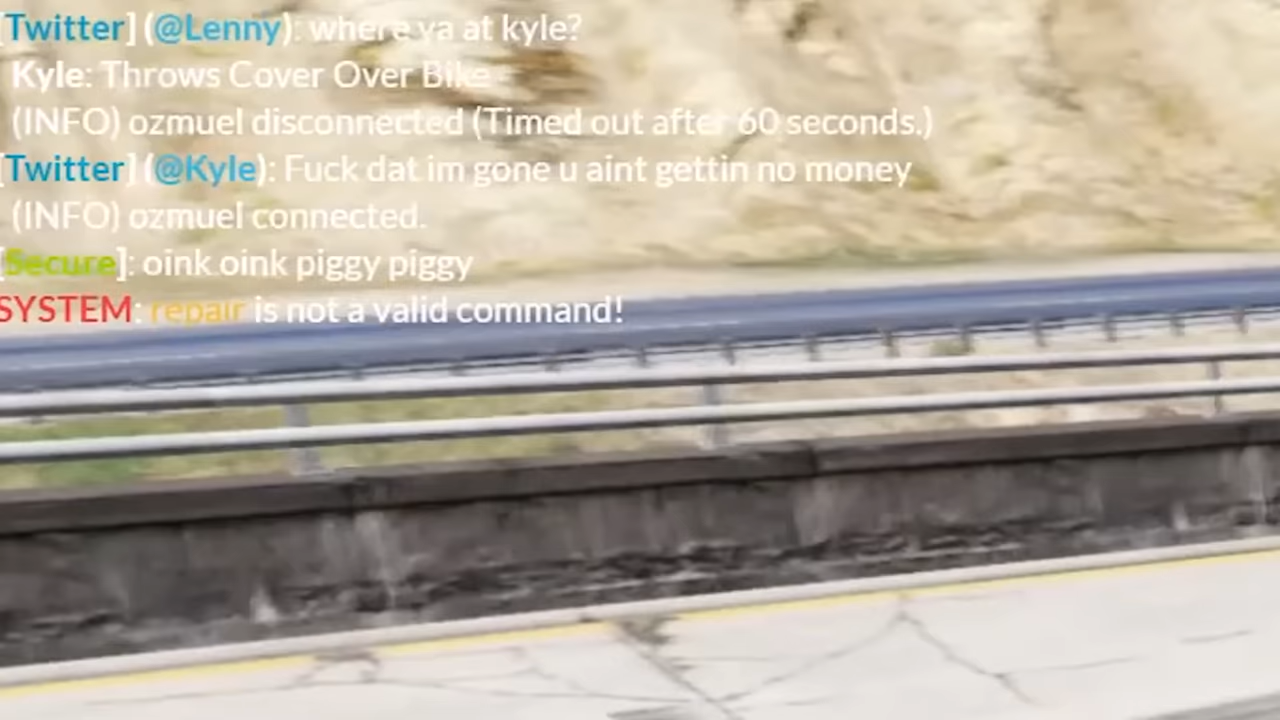 [Twitter] (@Lenny): where ya at kyle?
Kyle: Throws Cover Over Bike
(INFO) ozmuel disconnected (Timed out after 60 seconds.)
[Twitter] (@Kyle): Fuck dat im gone u aint gettin no money
(INFO) ozmuel connected.
[Secure]: oink oink piggy piggy
SYSTEM: repair is not a valid command!